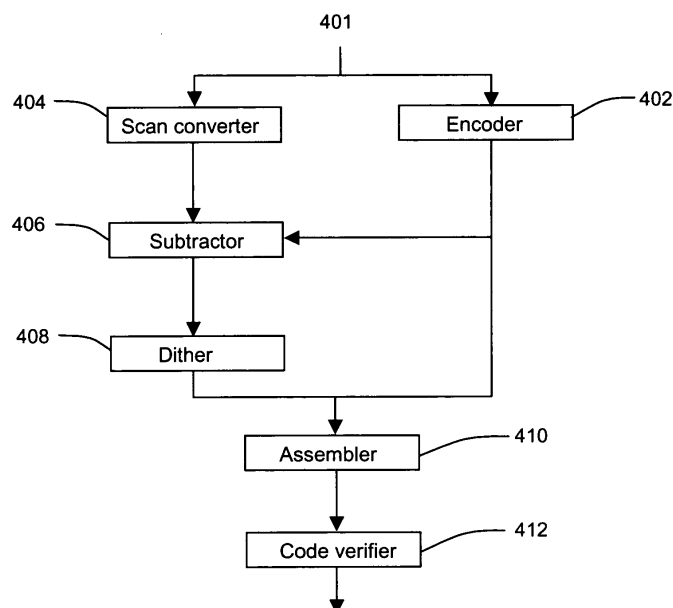 401
404
Scan converter
Encoder
402
406
Subtractor
408
Dither
Assembler
410
Code verifier
412